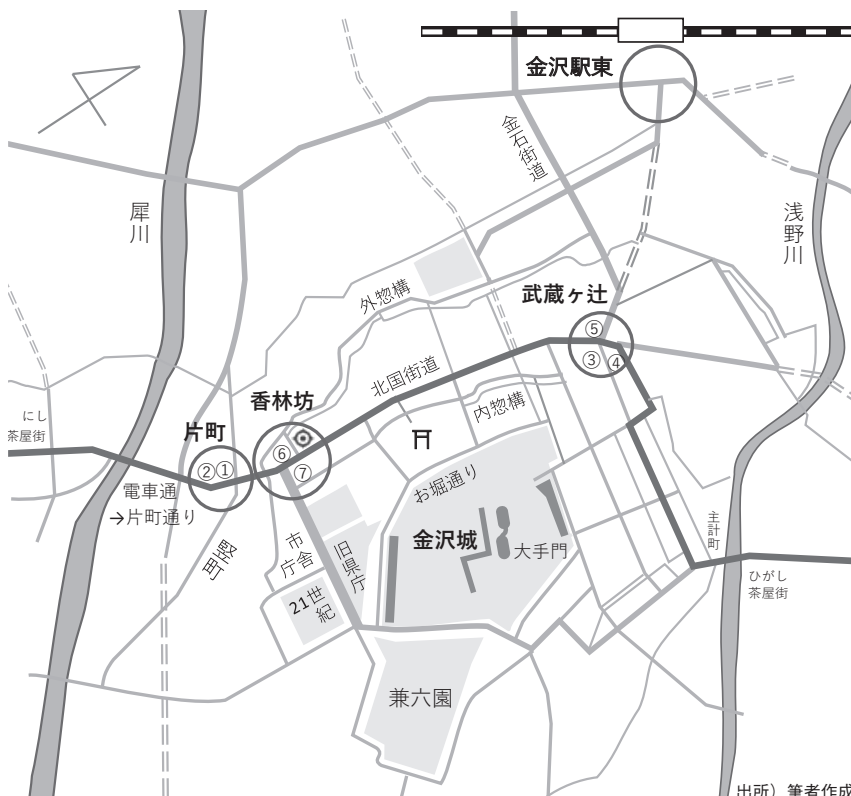 金沢駅東
金石街道
犀川
浅野川
外惣構
武蔵ヶ辻
⑤
③
④
北国街道
香林坊
内惣構
にし
茶屋街
片町
⑥
⑦
②①
お堀通り
電車通
→片町通り
金沢城
大手門
主計町
市庁舎
旧県庁
竪町
ひがし
茶屋街
21世紀
兼六園
出所）筆者作成